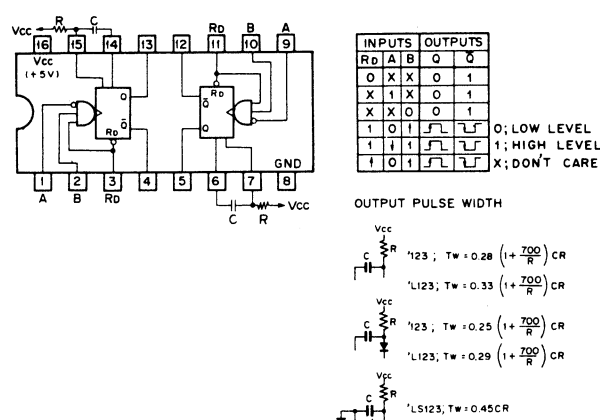 Vcc R C RD B A
16 15 14 13 12 11 10 9
Vcc
(+5V)
Q Q̄
Q̄ Q
RD RD
GND
1 2 3 4 5 6 7 8
A B RD C R Vcc
INPUTS OUTPUTS
RD A B Q Q̄
0 X X 0 1
X 1 X 0 1
X X 0 0 1
1 0 ↑ 0; LOW LEVEL
1 ↓ 1 1; HIGH LEVEL
↑ 0 1 X; DON'T CARE
OUTPUT PULSE WIDTH
Vcc
R
C
'123 ; Tw = 0.28 (1+ 700/R) CR
'L123; Tw = 0.33 (1+ 700/R) CR
Vcc
R
C
'123 ; Tw = 0.25 (1+ 700/R) CR
'L123; Tw = 0.29 (1+ 700/R) CR
Vcc
R
C
'LS123; Tw = 0.45CR